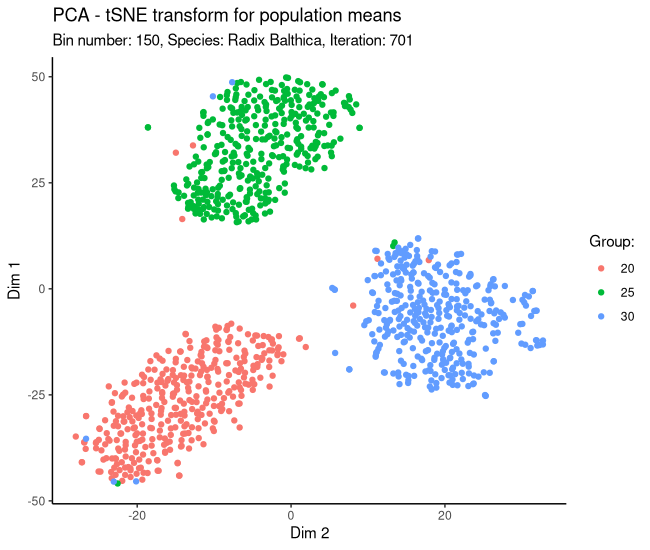 PCA - tSNE transform for population means
Bin number: 150, Species: Radix Balthica, Iteration: 701
50
25
0
-25
-50
Dim 1
-20
0
20
Dim 2
Group:
20
25
30